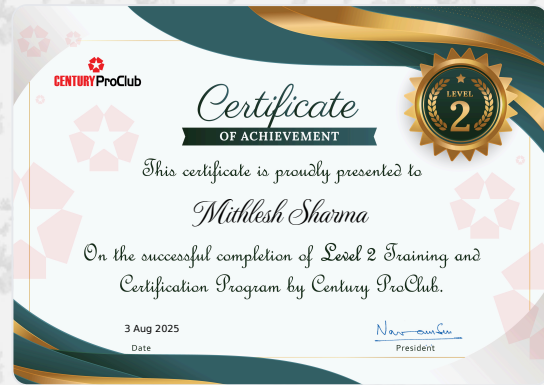 CENTURY ProClub
Certificate
OF ACHIEVEMENT
LEVEL
2
This certificate is proudly presented to
Mithlesh Sharma
On the successful completion of Level 2 Training and
Certification Program by Century ProClub.
3 Aug 2025
Date
President